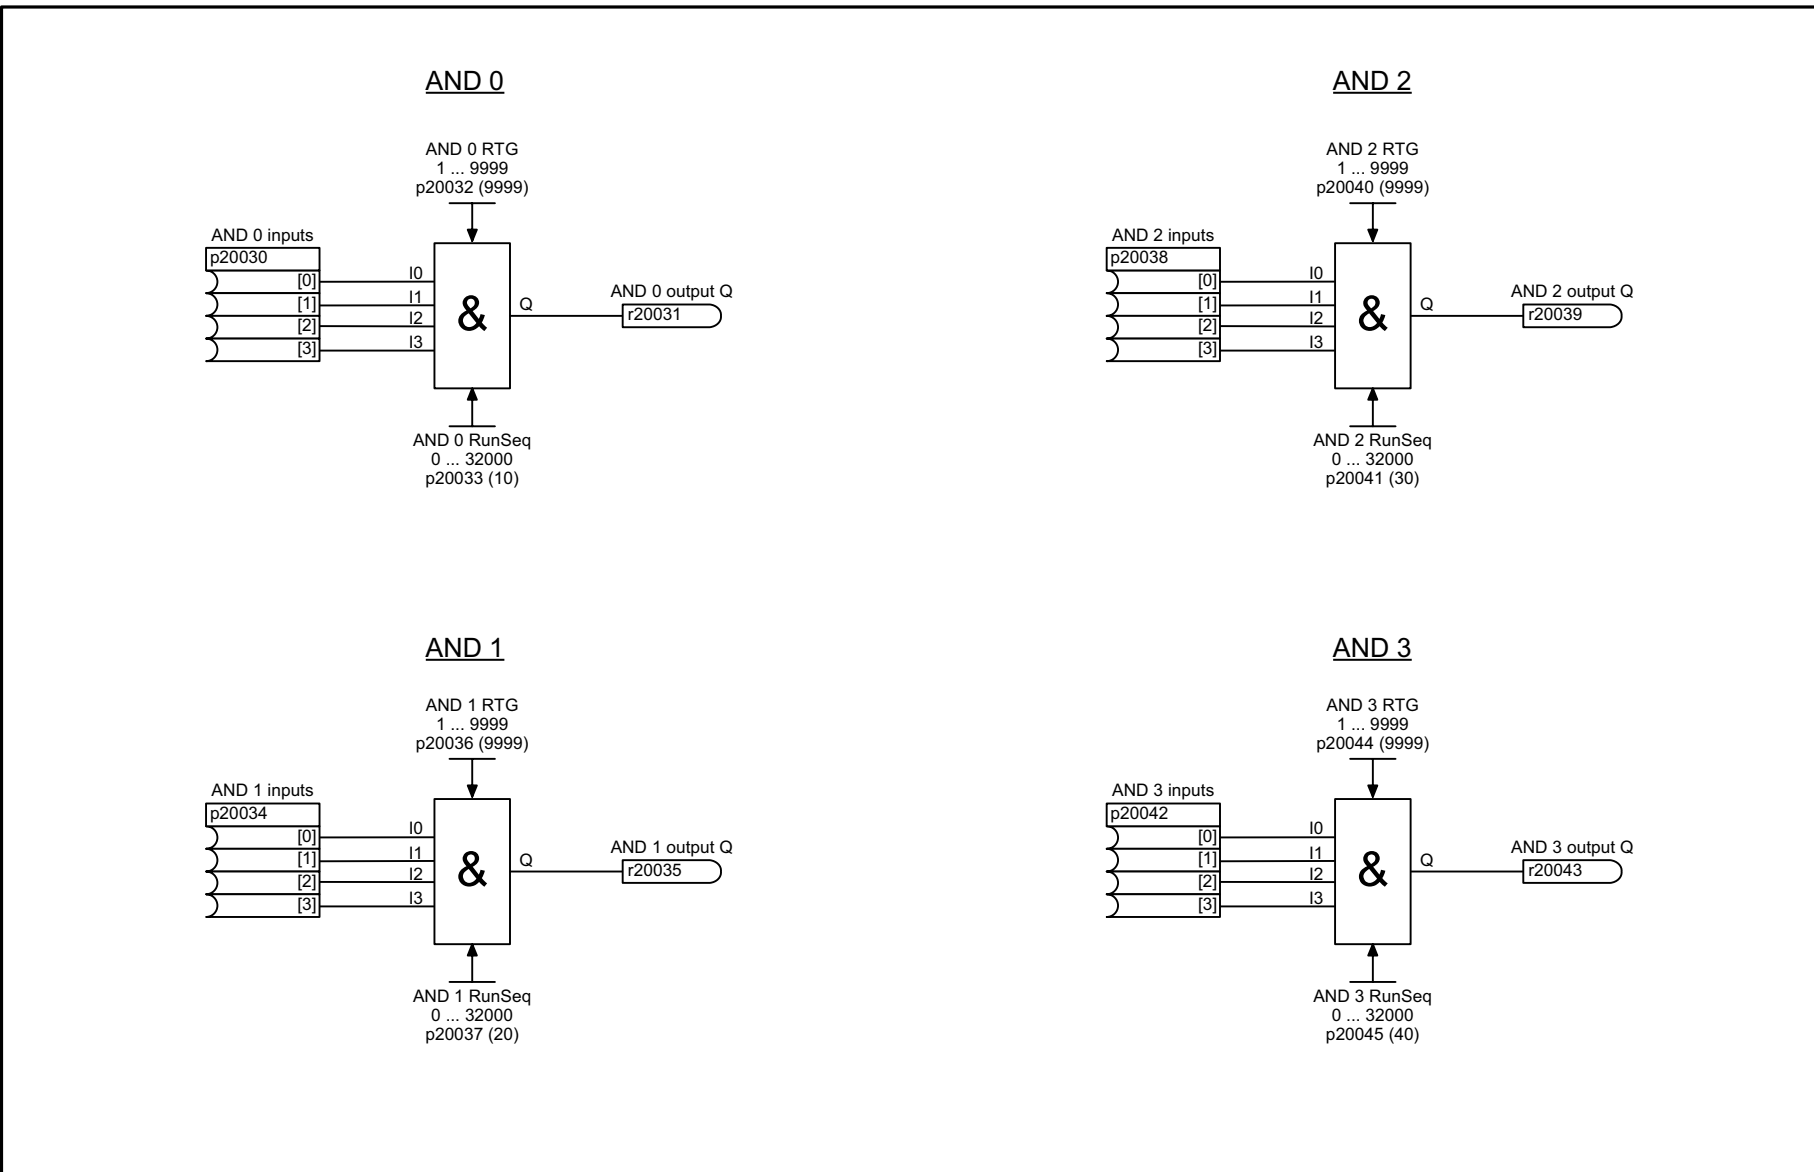 AND 0
AND 0 RTG
1 ... 9999
p20032 (9999)
AND 0 inputs
p20030
[0]
[1]
[2]
[3]
I0
I1
I2
I3
&
Q
AND 0 output Q
r20031
AND 0 RunSeq
0 ... 32000
p20033 (10)
AND 2
AND 2 RTG
1 ... 9999
p20040 (9999)
AND 2 inputs
p20038
[0]
[1]
[2]
[3]
I0
I1
I2
I3
&
Q
AND 2 output Q
r20039
AND 2 RunSeq
0 ... 32000
p20041 (30)
AND 1
AND 1 RTG
1 ... 9999
p20036 (9999)
AND 1 inputs
p20034
[0]
[1]
[2]
[3]
I0
I1
I2
I3
&
Q
AND 1 output Q
r20035
AND 1 RunSeq
0 ... 32000
p20037 (20)
AND 3
AND 3 RTG
1 ... 9999
p20044 (9999)
AND 3 inputs
p20042
[0]
[1]
[2]
[3]
I0
I1
I2
I3
&
Q
AND 3 output Q
r20043
AND 3 RunSeq
0 ... 32000
p20045 (40)